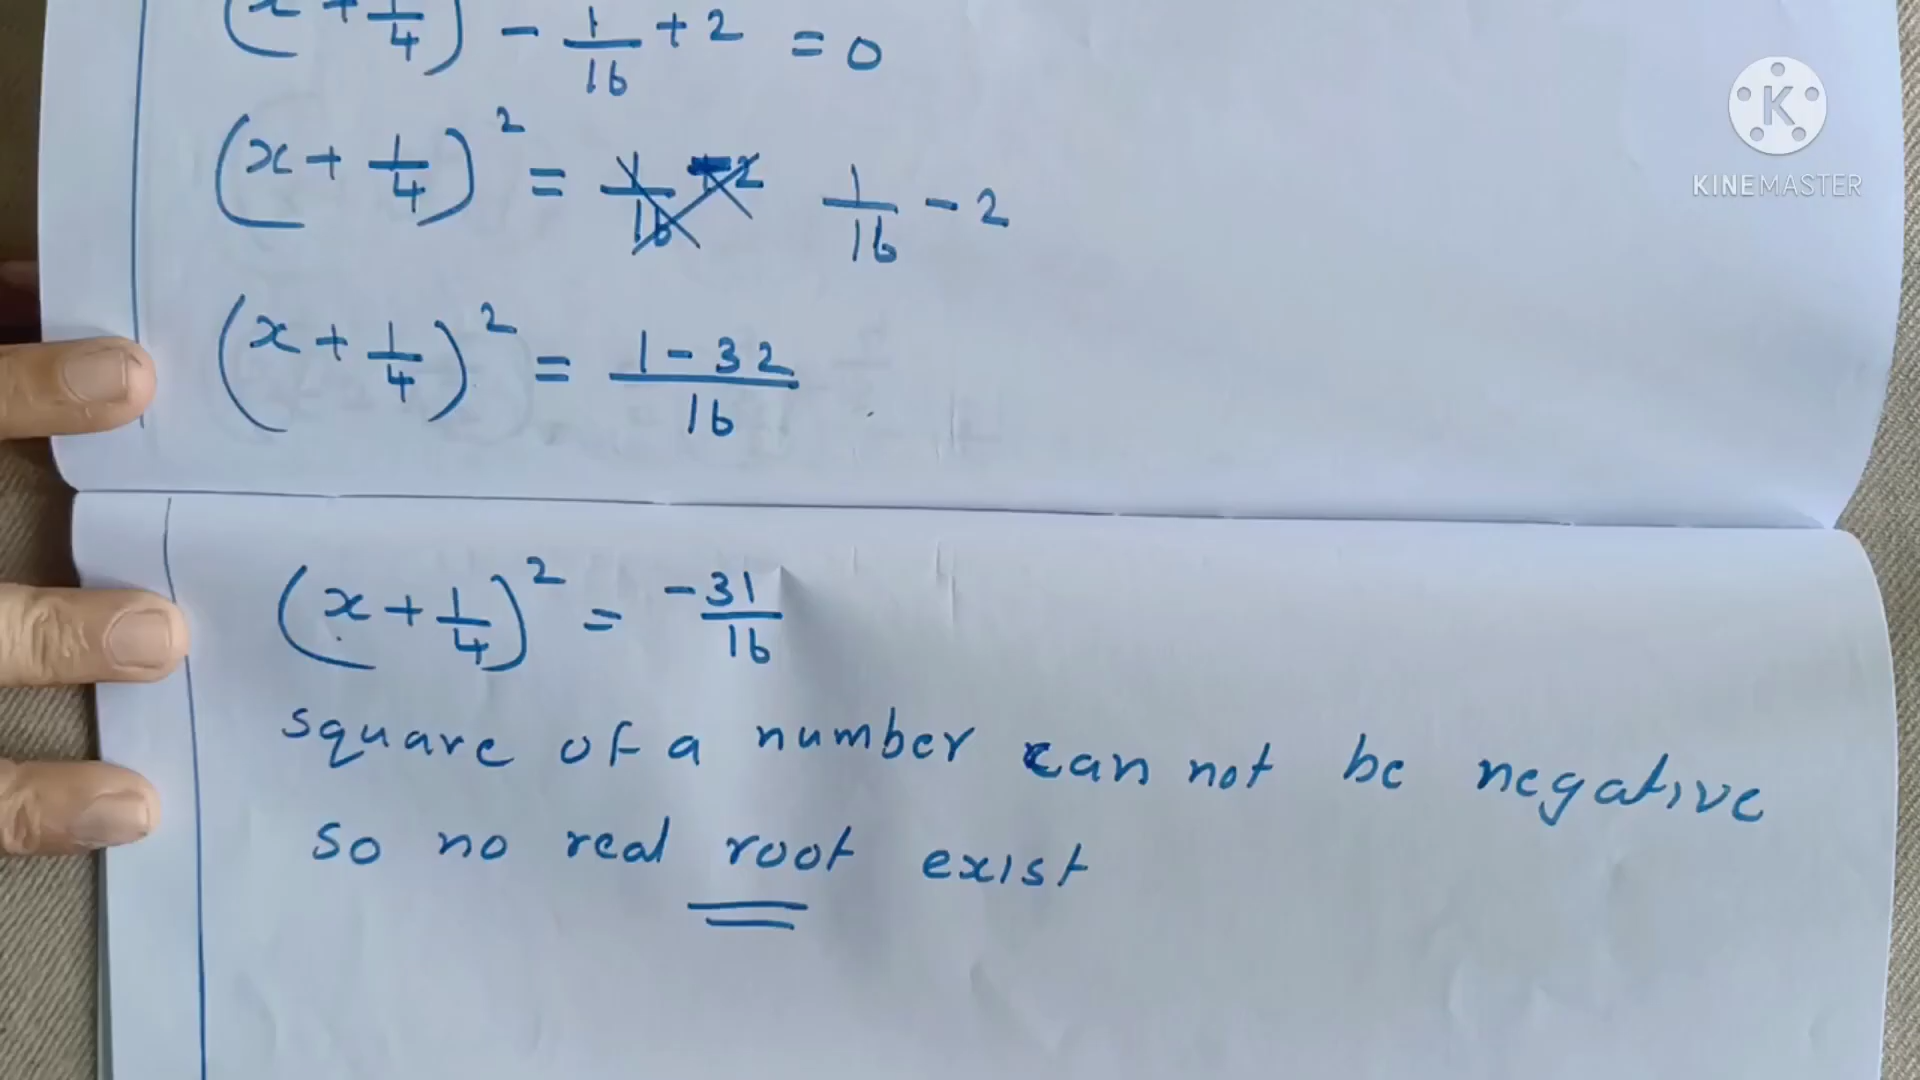 (x + 1/4) - 1/16 + 2 = 0
(x + 1/4)² = 1/16 - 2
(x + 1/4)² = (1 - 32)/16
(x + 1/4)² = -31/16
square of a number can not be negative
so no real root exist
K
KINEMASTER